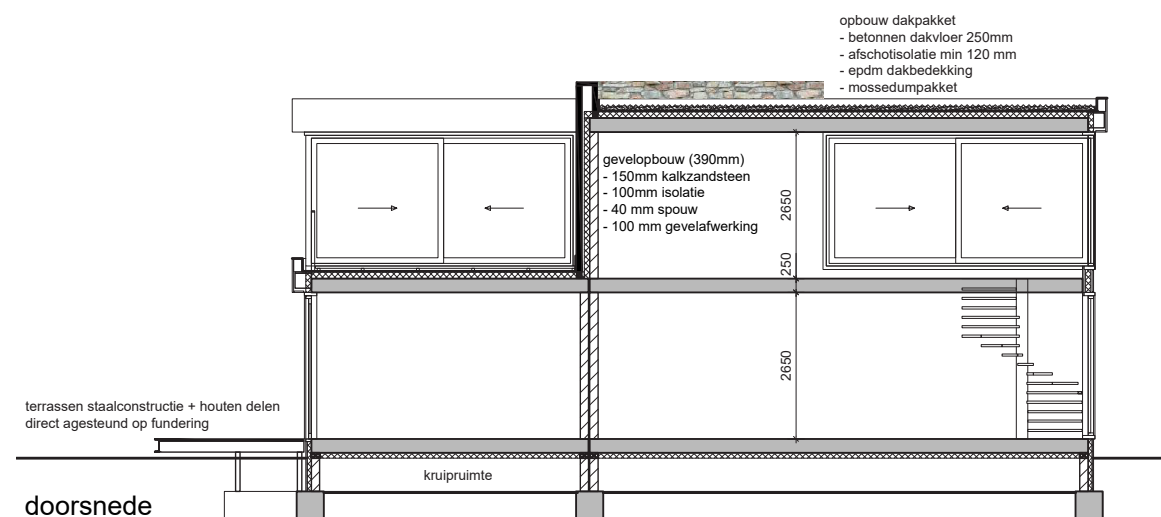 opbouw dakpakket
- betonnen dakvloer 250mm
- afschotisolatie min 120 mm
- epdm dakbedekking
- mossedumpakket
gevelopbouw (390mm)
- 150mm kalkzandsteen
- 100mm isolatie
- 40 mm spouw
- 100 mm gevelafwerking
2650
250
2650
terrassen staalconstructie + houten delen
direct agesteund op fundering
kruipruimte
doorsnede